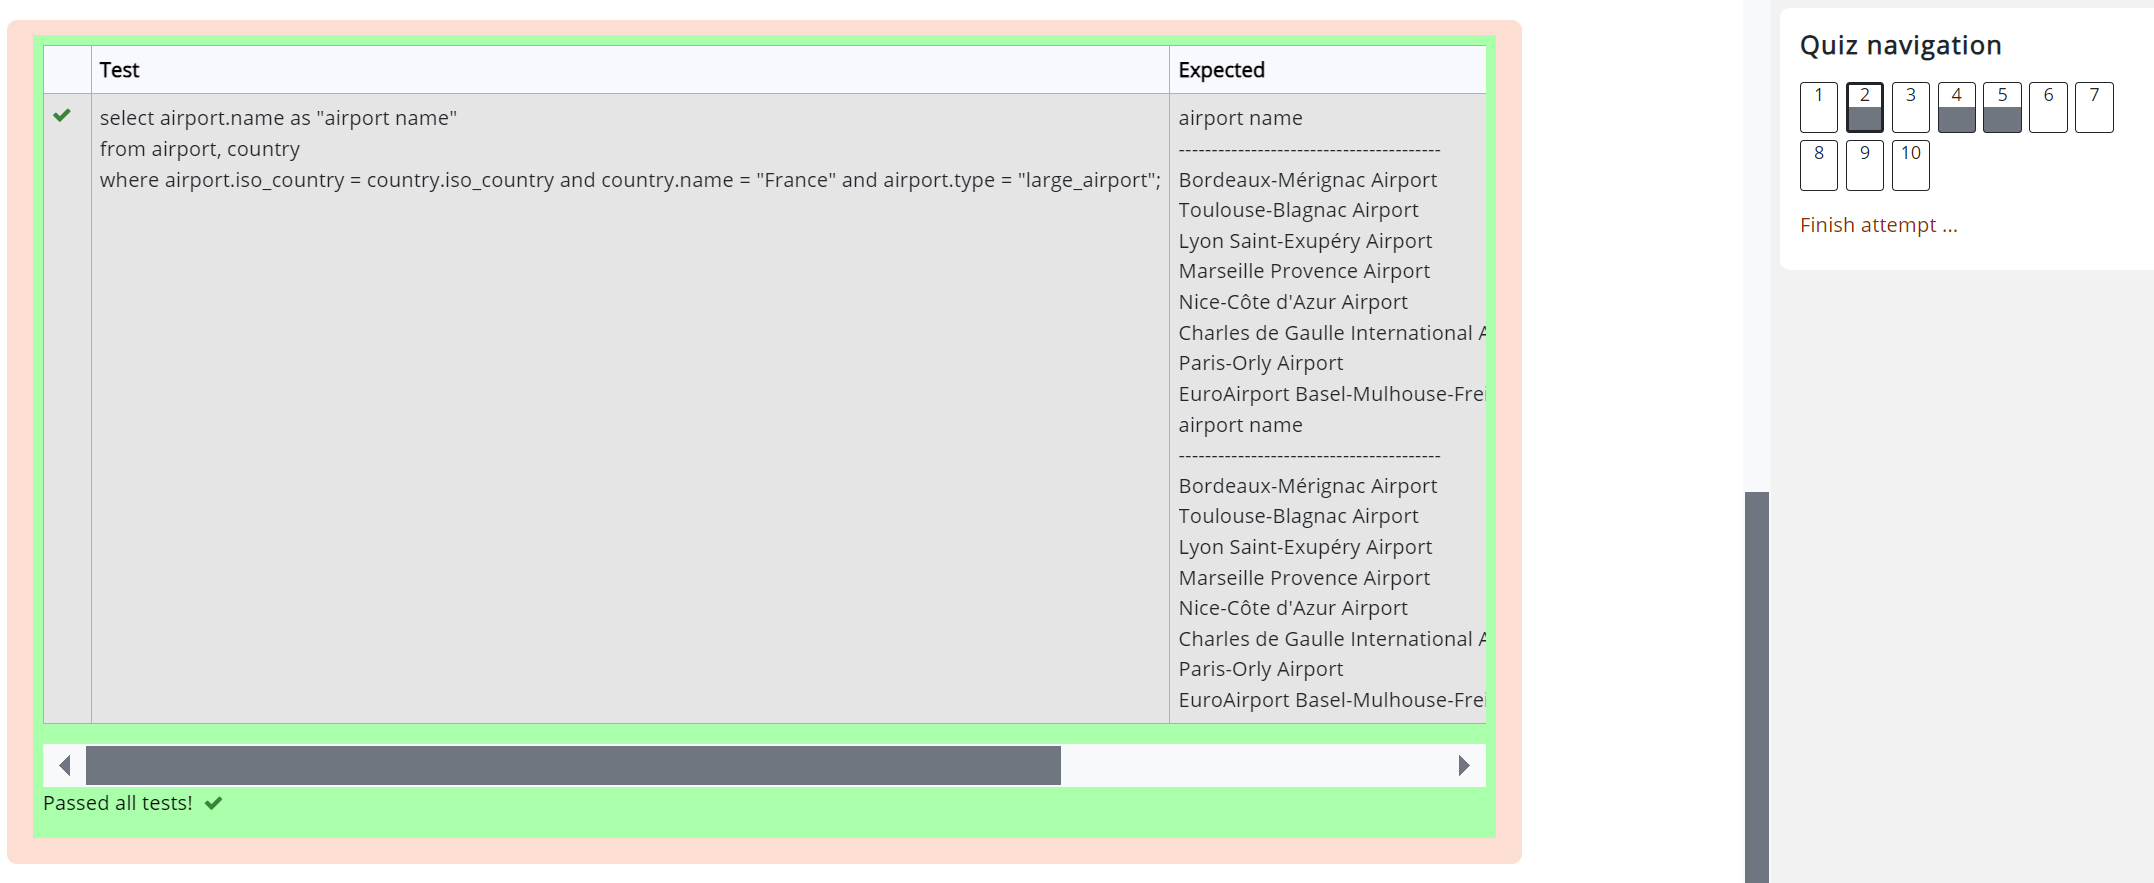 Test
Expected
select airport.name as "airport name"
from airport, country
where airport.iso_country = country.iso_country and country.name = "France" and airport.type = "large_airport";
airport name
----------------------------------------
Bordeaux-Mérignac Airport
Toulouse-Blagnac Airport
Lyon Saint-Exupéry Airport
Marseille Provence Airport
Nice-Côte d'Azur Airport
Charles de Gaulle International
Paris-Orly Airport
EuroAirport Basel-Mulhouse-Frei
airport name
----------------------------------------
Bordeaux-Mérignac Airport
Toulouse-Blagnac Airport
Lyon Saint-Exupéry Airport
Marseille Provence Airport
Nice-Côte d'Azur Airport
Charles de Gaulle International
Paris-Orly Airport
EuroAirport Basel-Mulhouse-Frei
Passed all tests!
Quiz navigation
1 2 3 4 5 6 7
8 9 10
Finish attempt ...